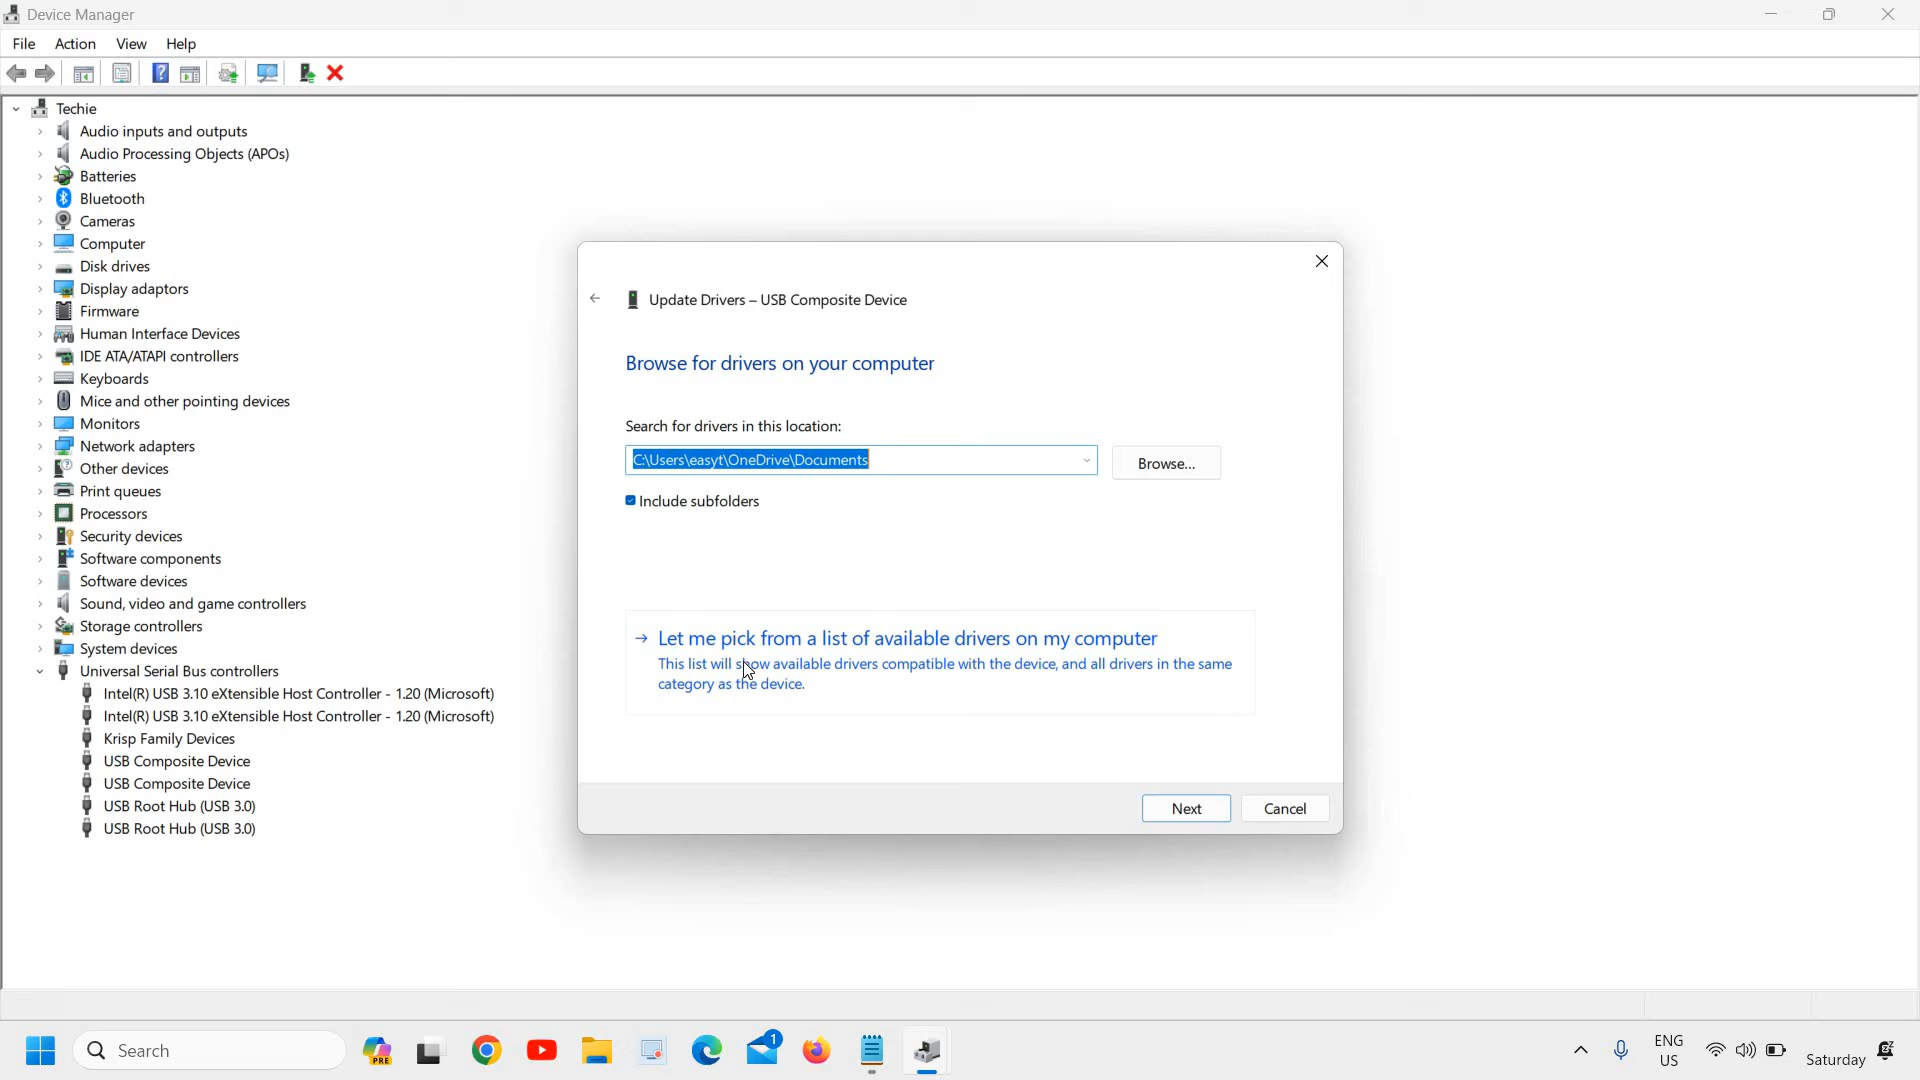 Device Manager
File Action View Help
Techie
Audio inputs and outputs
Audio Processing Objects (APOs)
Batteries
Bluetooth
Cameras
Computer
Disk drives
Display adaptors
Firmware
Human Interface Devices
IDE ATA/ATAPI controllers
Keyboards
Mice and other pointing devices
Monitors
Network adapters
Other devices
Print queues
Processors
Security devices
Software components
Software devices
Sound, video and game controllers
Storage controllers
System devices
Universal Serial Bus controllers
Intel(R) USB 3.10 eXtensible Host Controller - 1.20 (Microsoft)
Intel(R) USB 3.10 eXtensible Host Controller - 1.20 (Microsoft)
Krisp Family Devices
USB Composite Device
USB Composite Device
USB Root Hub (USB 3.0)
USB Root Hub (USB 3.0)
Update Drivers – USB Composite Device
Browse for drivers on your computer
Search for drivers in this location:
C:\Users\easyt\OneDrive\Documents
Browse...
Include subfolders
Let me pick from a list of available drivers on my computer
This list will show available drivers compatible with the device, and all drivers in the same
category as the device.
Next Cancel
Search
PRE
1
ENG
US
Saturday